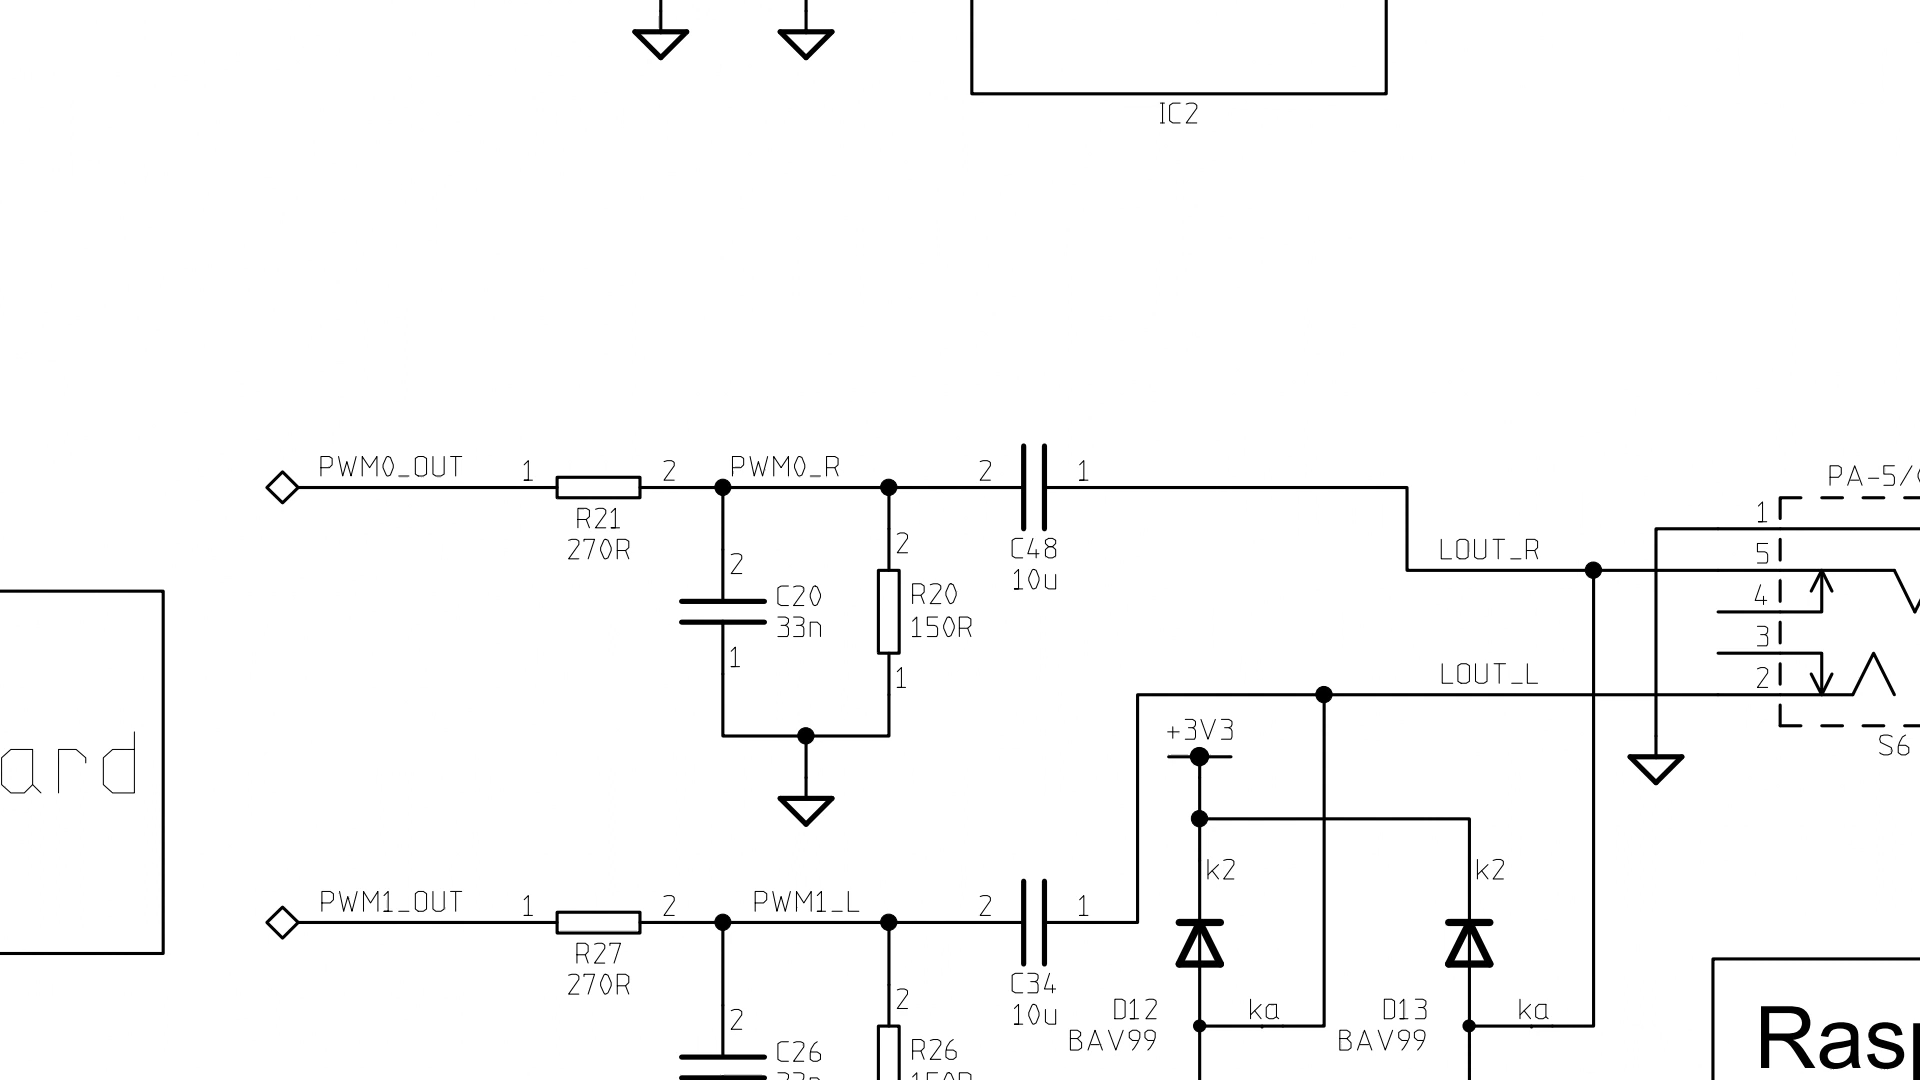 IC2
PWM0_OUT
1
2
PWM0_R
2
1
R21
270R
2
C20
33n
1
2
R20
150R
1
C48
10u
LOUT_R
1
5
4
3
2
LOUT_L
S6
+3V3
ard
k2
k2
PWM1_OUT
1
2
PWM1_L
2
1
R27
270R
C34
10u
2
2
D12
BAV99
ka
D13
BAV99
ka
C26
R26
Rasp